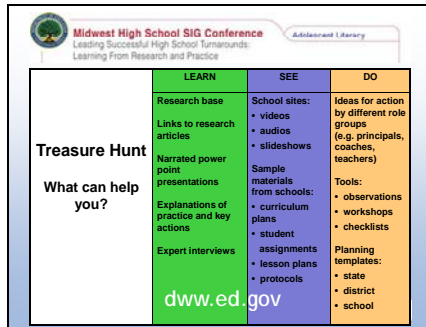 Midwest High School SIG Conference
Leading Successful High School Turnarounds:
Learning From Research and Practice
Adolescent Literacy
Treasure Hunt
What can help
you?
LEARN
Research base
Links to research
articles
Narrated power
point
presentations
Explanations of
practice and key
actions
Expert interviews
SEE
School sites:
• videos
• audios
• slideshows
Sample
materials
from schools:
• curriculum
plans
• student
assignments
• lesson plans
• protocols
DO
Ideas for action
by different role
groups
(e.g. principals,
coaches,
teachers)
Tools:
• observations
• workshops
• checklists
Planning
templates:
• state
• district
• school
dww.ed.gov